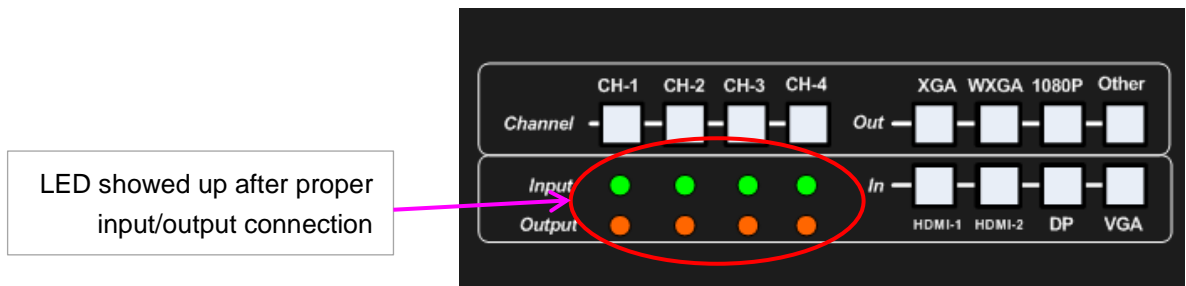 CH-1 CH-2 CH-3 CH-4 XGA WXGA 1080P Other
Channel Out
LED showed up after proper
input/output connection
Input In
Output HDMI-1 HDMI-2 DP VGA